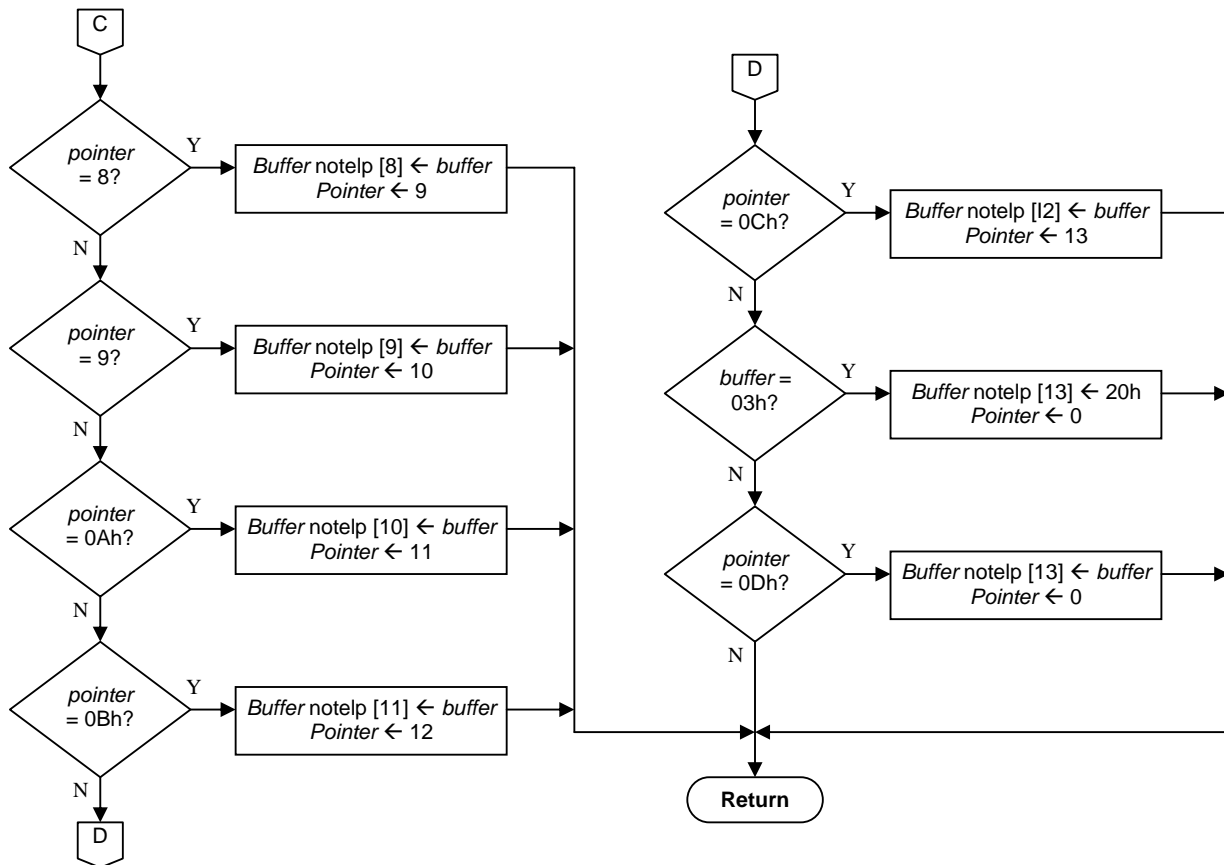 C
pointer
= 8?
Y
Buffer notelp [8] ← buffer
Pointer ← 9
N
pointer
= 9?
Y
Buffer notelp [9] ← buffer
Pointer ← 10
N
pointer
= 0Ah?
Y
Buffer notelp [10] ← buffer
Pointer ← 11
N
pointer
= 0Bh?
Y
Buffer notelp [11] ← buffer
Pointer ← 12
N
D
D
pointer
= 0Ch?
Y
Buffer notelp [I2] ← buffer
Pointer ← 13
N
buffer =
03h?
Y
Buffer notelp [13] ← 20h
Pointer ← 0
N
pointer
= 0Dh?
Y
Buffer notelp [13] ← buffer
Pointer ← 0
N
Return